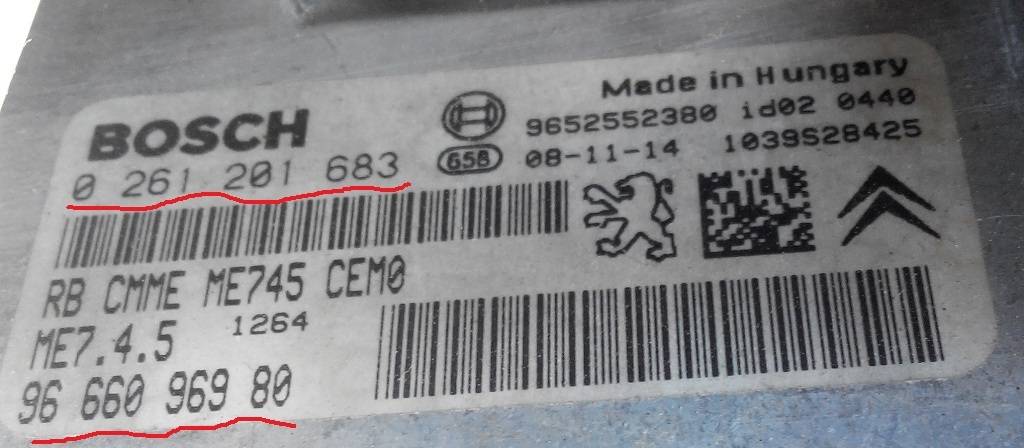 Made in Hungary
BOSCH
9652552380 id02 0440
0 261 201 683
658
08-11-14 1039S28425
RB CMME ME745 CEM0
ME7.4.5 1264
96 660 969 80